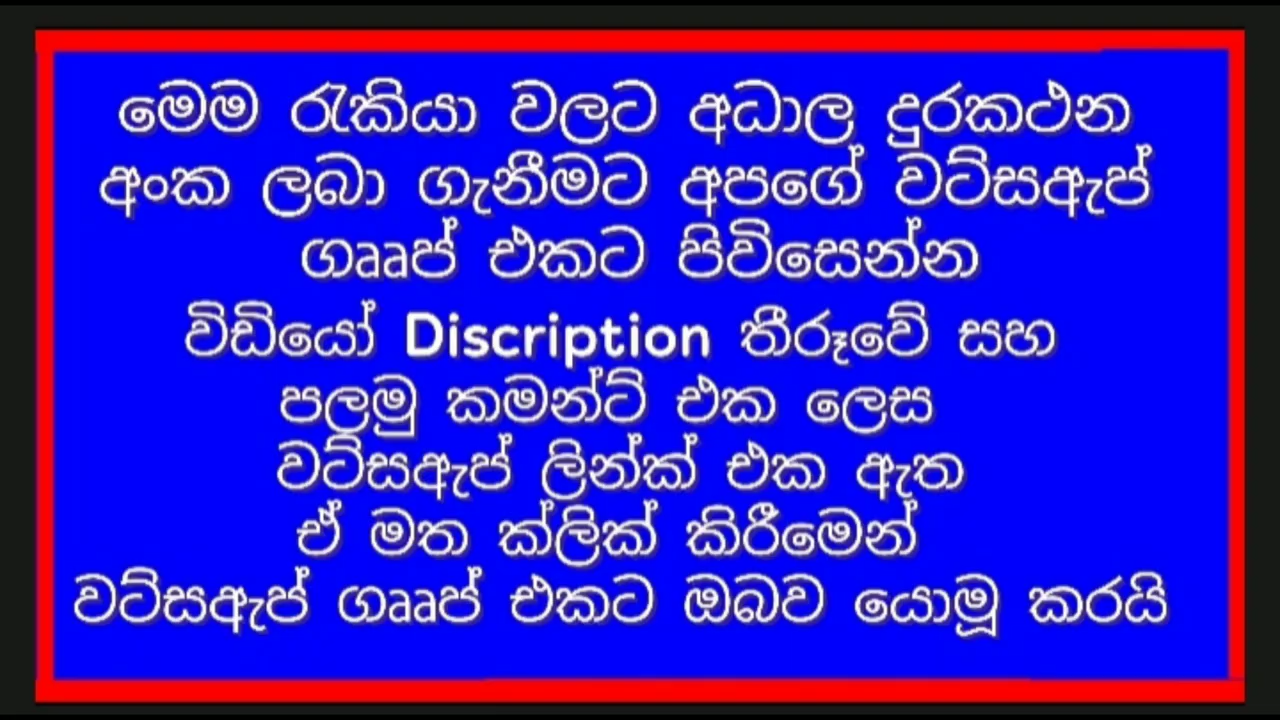 මෙම රැකියා වලට අධාල දුරකථන
අංක ලබා ගැනීමට අපගේ වට්සඇප්
ගෲප් එකට පිවිසෙන්න
විඩියෝ Discription තීරූවේ සහ
පලමු කමන්ට් එක ලෙස
වට්සඇප් ලින්ක් එක ඇත
ඒ මත ක්ලික් කිරීමෙන්
වට්සඇප් ගෲප් එකට ඔබව යොමූ කරයි